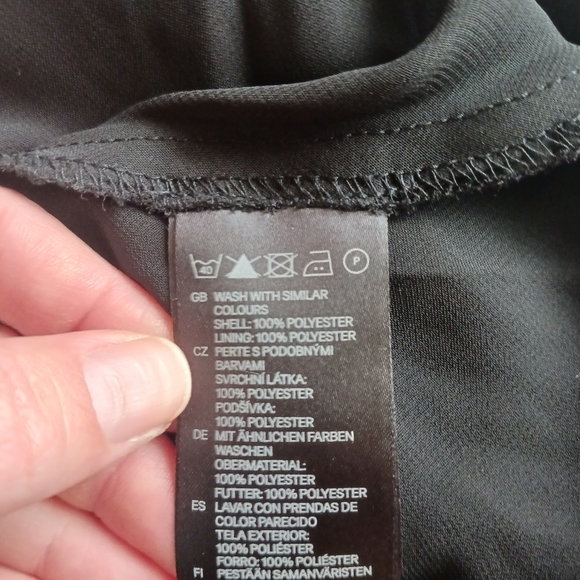 40 P
GB WASH WITH SIMILAR
COLOURS
SHELL: 100% POLYESTER
LINING: 100% POLYESTER
CZ PERTE S PODOBNÝMI
BARVAMI
SVRCHNÍ LÁTKA:
100% POLYESTER
PODŠÍVKA:
100% POLYESTER
DE MIT ÄHNLICHEN FARBEN
WASCHEN
OBERMATERIAL:
100% POLYESTER
FUTTER: 100% POLYESTER
ES LAVAR CON PRENDAS DE
COLOR PARECIDO
TELA EXTERIOR:
100% POLIÉSTER
FORRO: 100% POLIÉSTER
FI PESTÄÄN SAMANVÄRISTEN